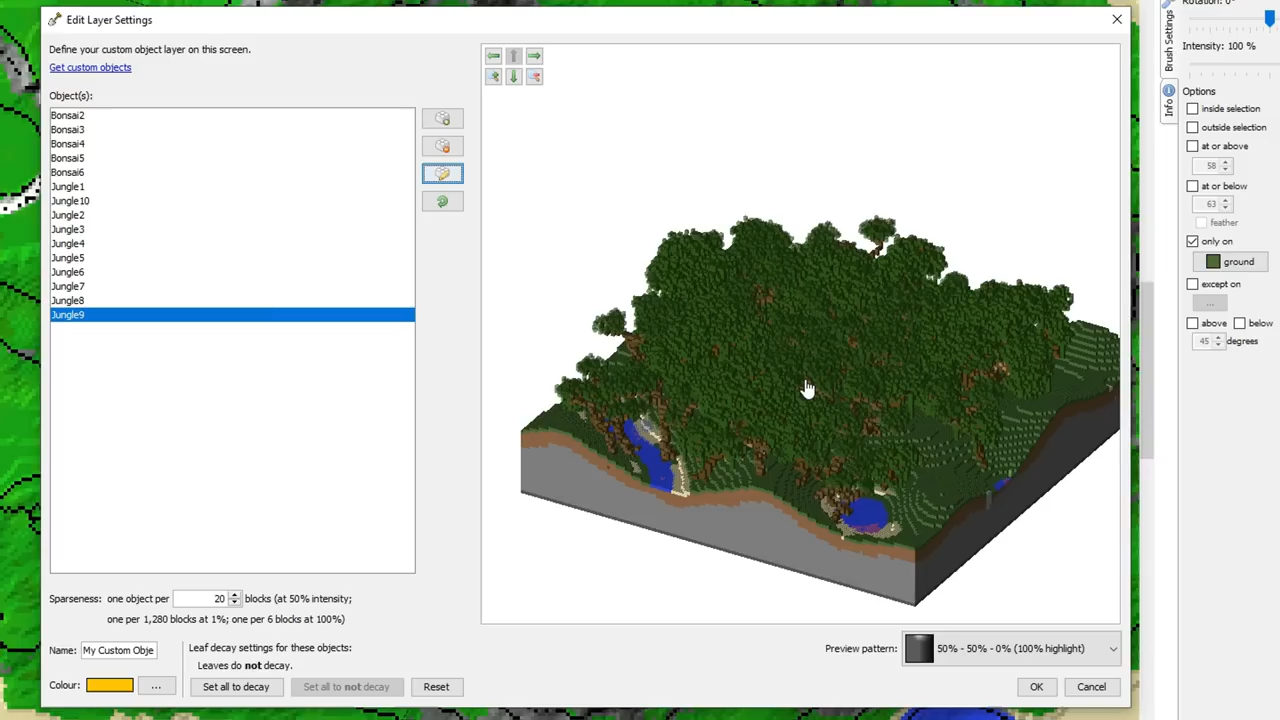 Edit Layer Settings
Define your custom object layer on this screen.
Get custom objects
Object(s):
Bonsai2
Bonsai3
Bonsai4
Bonsai5
Bonsai6
Jungle1
Jungle10
Jungle2
Jungle3
Jungle4
Jungle5
Jungle6
Jungle7
Jungle8
Jungle9
Sparseness: one object per 20 blocks (at 50% intensity;
one per 1,280 blocks at 1%; one per 6 blocks at 100%)
Name: My Custom Obje
Colour: ...
Leaf decay settings for these objects:
Leaves do not decay.
Set all to decay Set all to not decay Reset
Preview pattern: 50% - 50% - 0% (100% highlight)
OK Cancel
Brush Settings
Info
Rotation: 0°
Intensity: 100 %
Options
inside selection
outside selection
at or above
58
at or below
63
feather
only on
ground
except on
...
above below
45 degrees